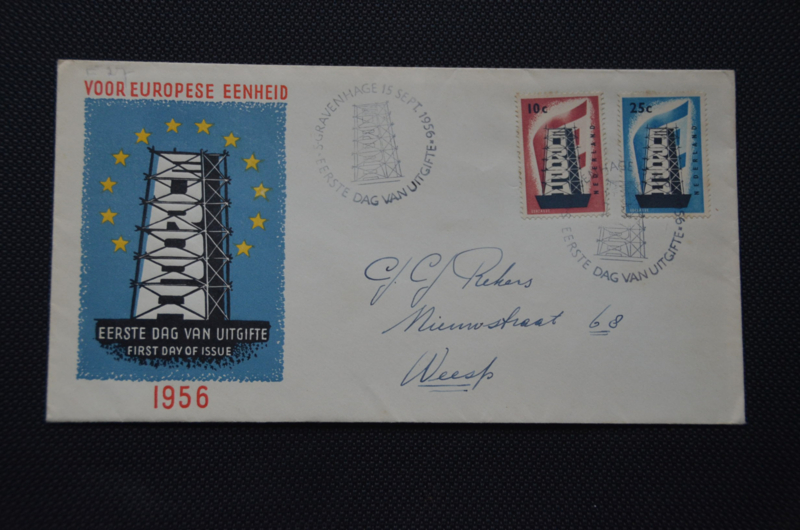 VOOR EUROPESE EENHEID
EERSTE DAG VAN UITGIFTE
FIRST DAY OF ISSUE
1956
'S GRAVENHAGE 15 SEPT. 1956
EERSTE DAG VAN UITGIFTE
10c
NEDERLAND
25c
NEDERLAND
EERSTE DAG VAN UITGIFTE
C/J. Rekers
Nieuwstraat 68
Weesp